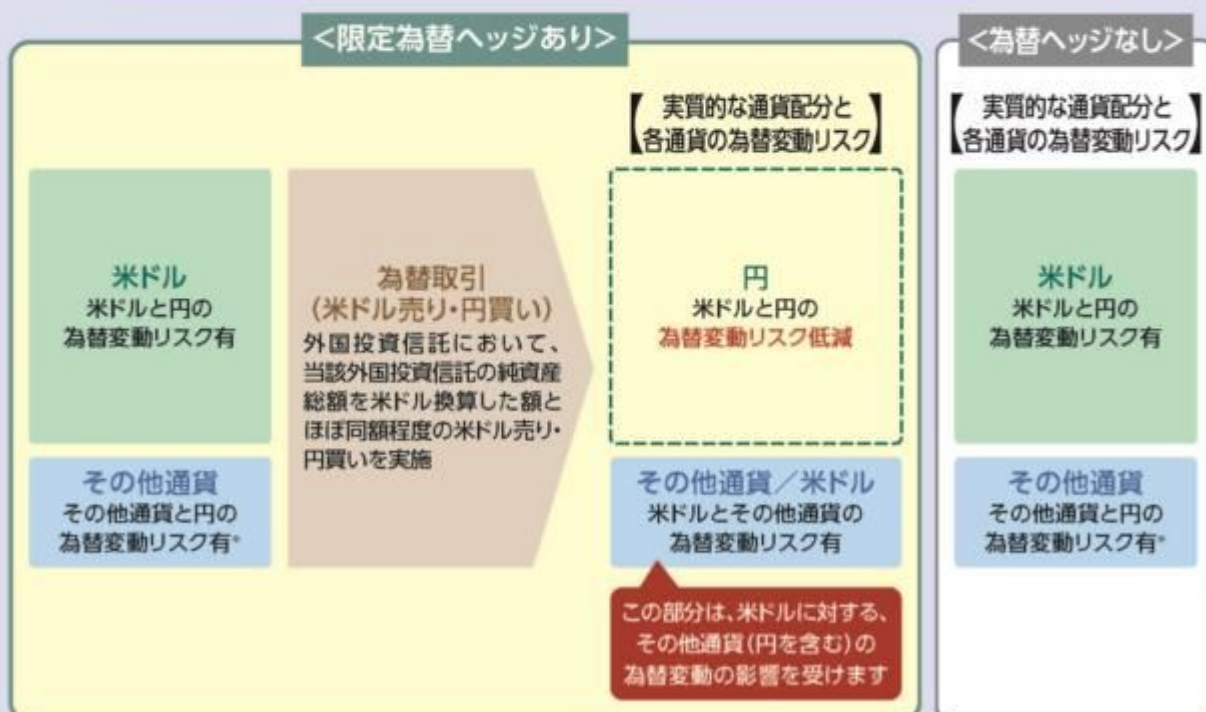 <限定為替ヘッジあり>
【実質的な通貨配分と
各通貨の為替変動リスク】
米ドル
米ドルと円の
為替変動リスク有
為替取引
(米ドル売り・円買い)
外国投資信託において、
当該外国投資信託の純資産
総額を米ドル換算した額と
ほぼ同額程度の米ドル売り・
円買いを実施
円
米ドルと円の
為替変動リスク低減
その他通貨
その他通貨と円の
為替変動リスク有*
その他通貨/米ドル
米ドルとその他通貨の
為替変動リスク有
この部分は、米ドルに対する、
その他通貨(円を含む)の
為替変動の影響を受けます
<為替ヘッジなし>
【実質的な通貨配分と
各通貨の為替変動リスク】
米ドル
米ドルと円の
為替変動リスク有
その他通貨
その他通貨と円の
為替変動リスク有*